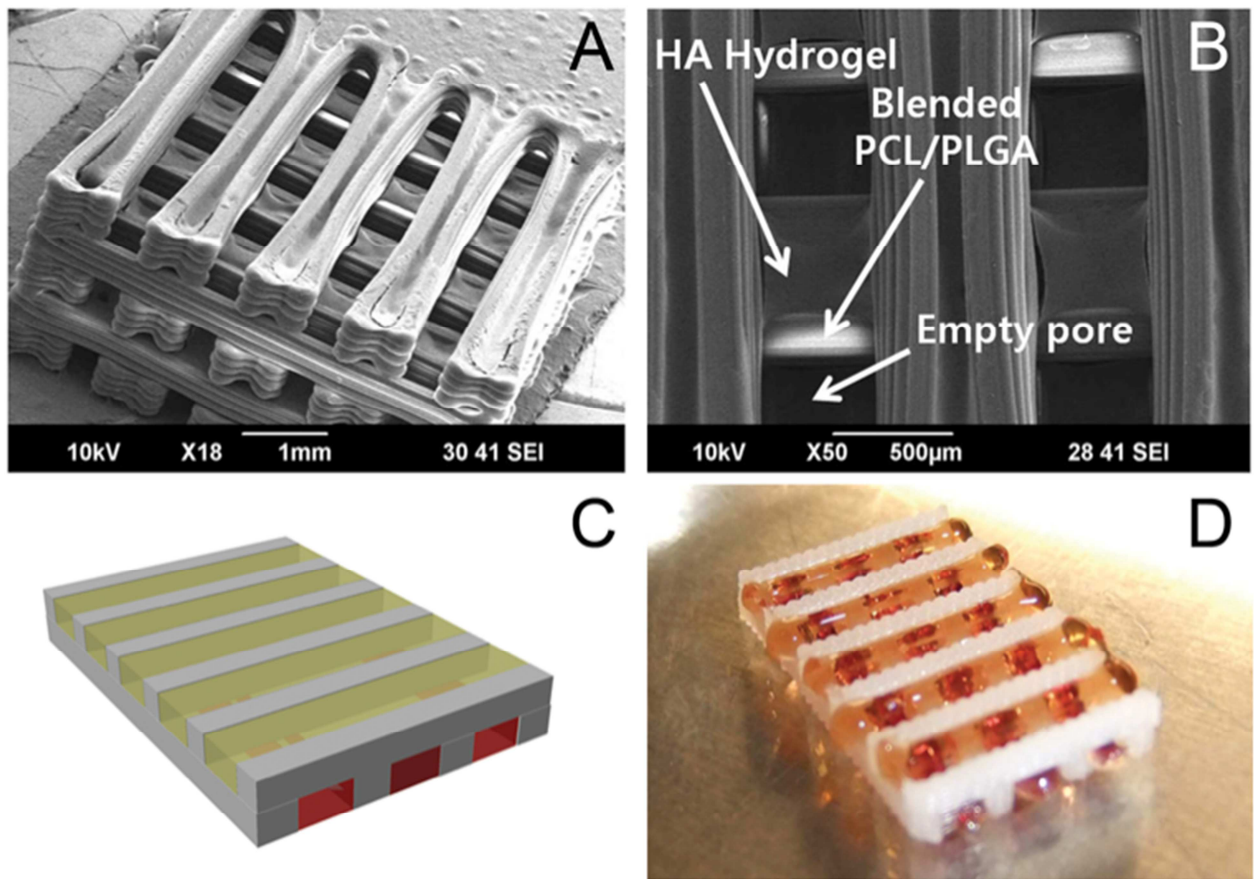 A
10kV X18 1mm 30 41 SEI
B
HA Hydrogel
Blended
PCL/PLGA
Empty pore
10kV X50 500µm 28 41 SEI
C
D